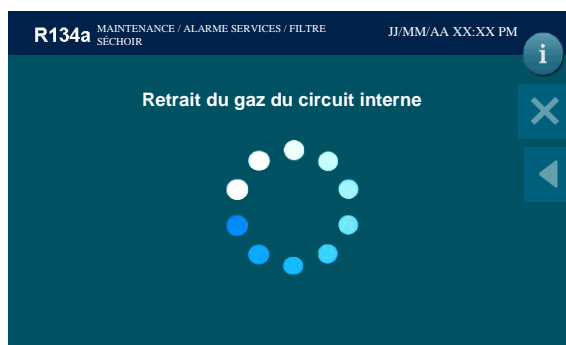 R134a MAINTENANCE / ALARME SERVICES / FILTRE JJ/MM/AA XX:XX PM
SÉCHOIR
i
Retrait du gaz du circuit interne